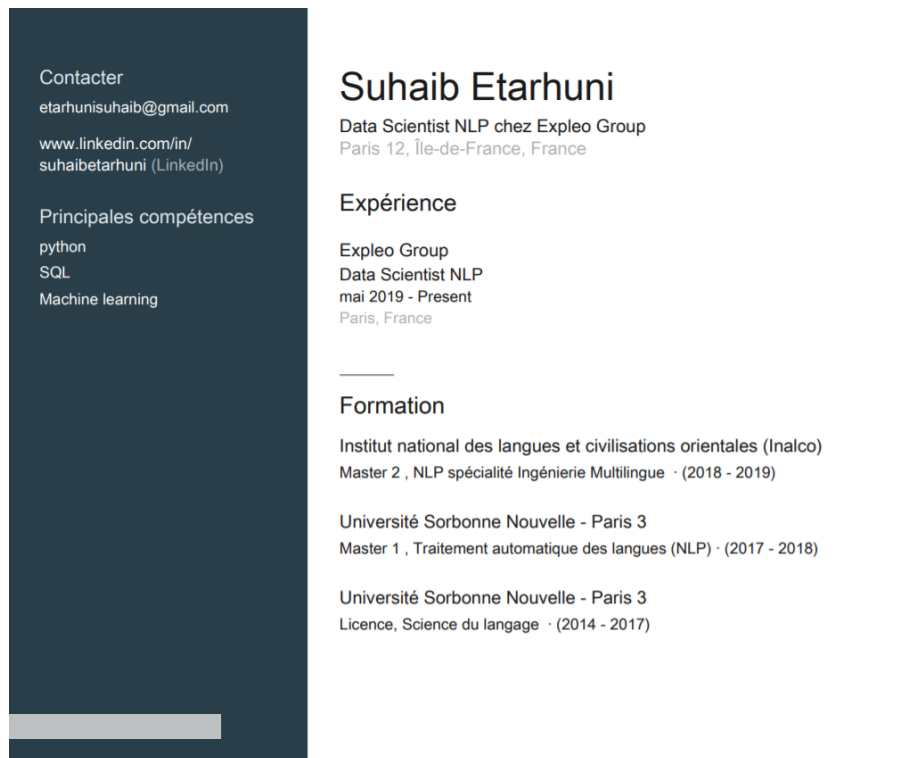 Contacter
etarhunisuhaib@gmail.com
www.linkedin.com/in/
suhaibetarhuni (LinkedIn)
Principales compétences
python
SQL
Machine learning
Suhaib Etarhuni
Data Scientist NLP chez Expleo Group
Paris 12, Île-de-France, France
Expérience
Expleo Group
Data Scientist NLP
mai 2019 - Present
Paris, France
Formation
Institut national des langues et civilisations orientales (Inalco)
Master 2 , NLP spécialité Ingénierie Multilingue · (2018 - 2019)
Université Sorbonne Nouvelle - Paris 3
Master 1 , Traitement automatique des langues (NLP) · (2017 - 2018)
Université Sorbonne Nouvelle - Paris 3
Licence, Science du langage · (2014 - 2017)